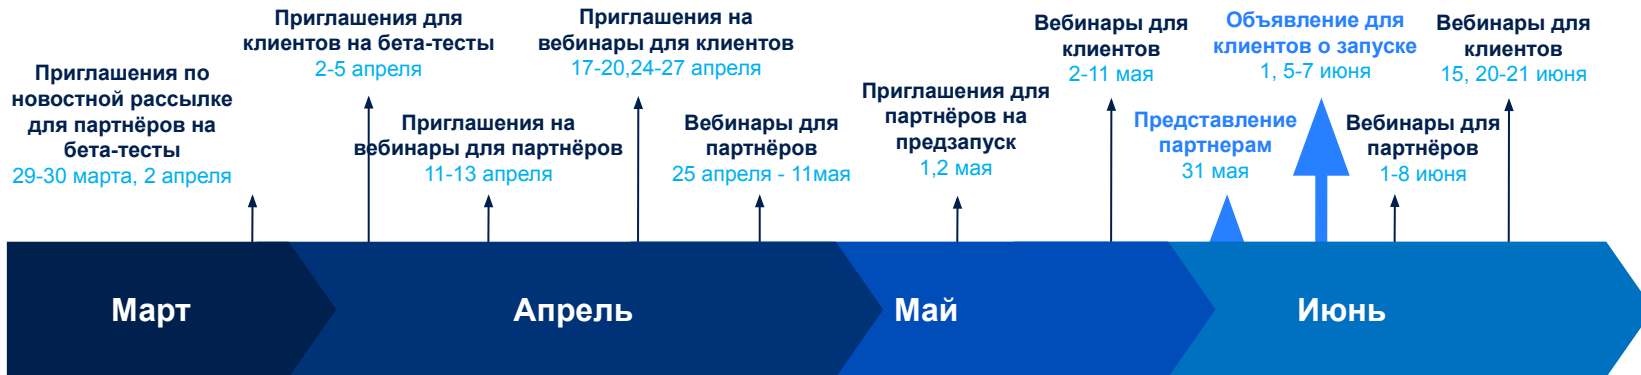 Приглашения по
новостной рассылке
для партнёров на
бета-тесты
29-30 марта, 2 апреля
Приглашения для
клиентов на бета-тесты
2-5 апреля
Приглашения на
вебинары для партнёров
11-13 апреля
Приглашения на
вебинары для клиентов
17-20,24-27 апреля
Вебинары для
партнёров
25 апреля - 11мая
Приглашения для
партнёров на
предзапуск
1,2 мая
Вебинары для
клиентов
2-11 мая
Представление
партнерам
31 мая
Объявление для
клиентов о запуске
1, 5-7 июня
Вебинары для
партнёров
1-8 июня
Вебинары для
клиентов
15, 20-21 июня
Март
Апрель
Май
Июнь